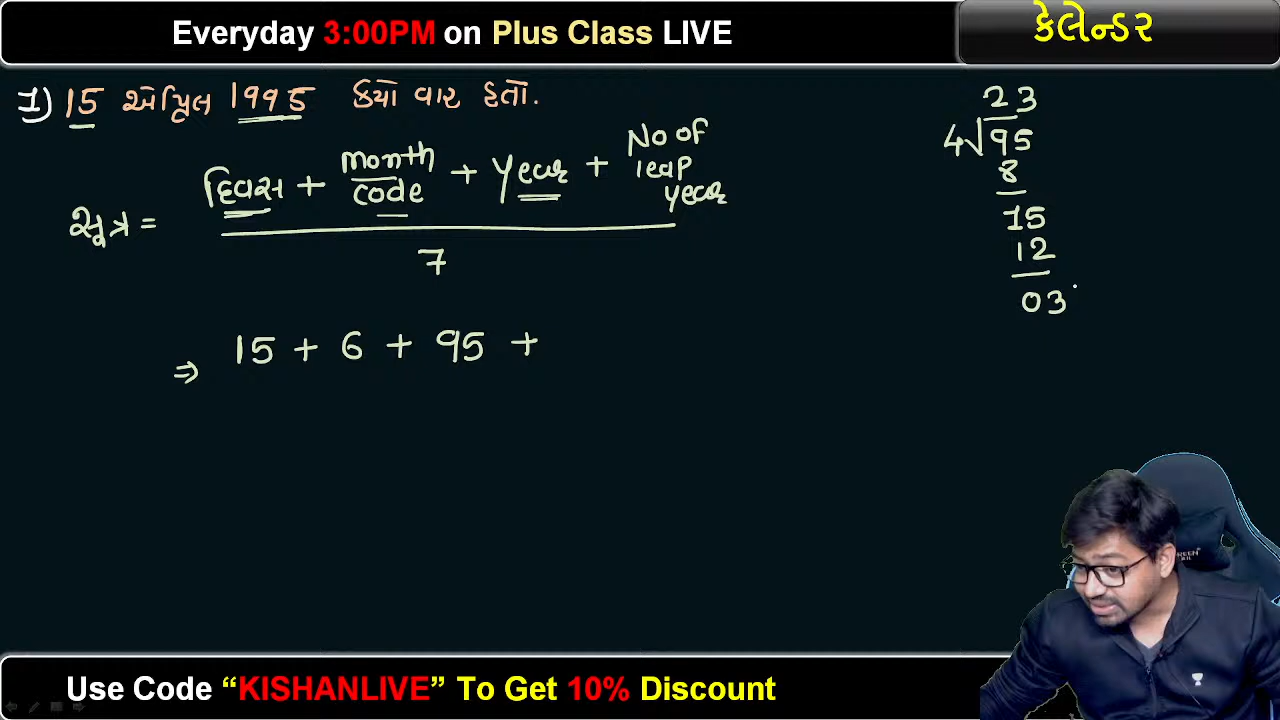 Everyday 3:00PM on Plus Class LIVE
કેલેન્ડર
1) 15 એપ્રિલ 1995 કયો વાર હતો.
સૂત્ર = દિવસ + month code + year + No of leap year
7
⇒ 15 + 6 + 95 +
23
4√95
8
15
12
03
Use Code “KISHANLIVE” To Get 10% Discount